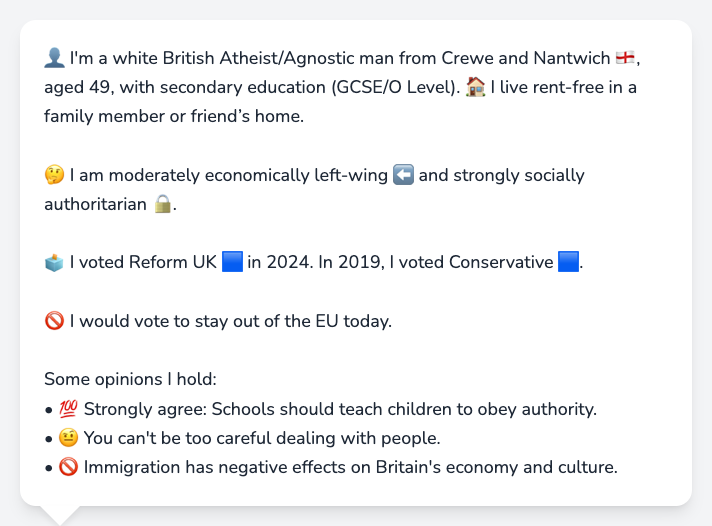 👤 I'm a white British Atheist/Agnostic man from Crewe and Nantwich 🏴󠁧󠁢󠁥󠁮󠁧󠁿,
aged 49, with secondary education (GCSE/O Level). 🏠 I live rent-free in a
family member or friend’s home.
🤔 I am moderately economically left-wing ⬅️ and strongly socially
authoritarian 🔒.
🗳️ I voted Reform UK 🟦 in 2024. In 2019, I voted Conservative 🟦.
🚫 I would vote to stay out of the EU today.
Some opinions I hold:
• 💯 Strongly agree: Schools should teach children to obey authority.
• 🤨 You can't be too careful dealing with people.
• 🚫 Immigration has negative effects on Britain's economy and culture.